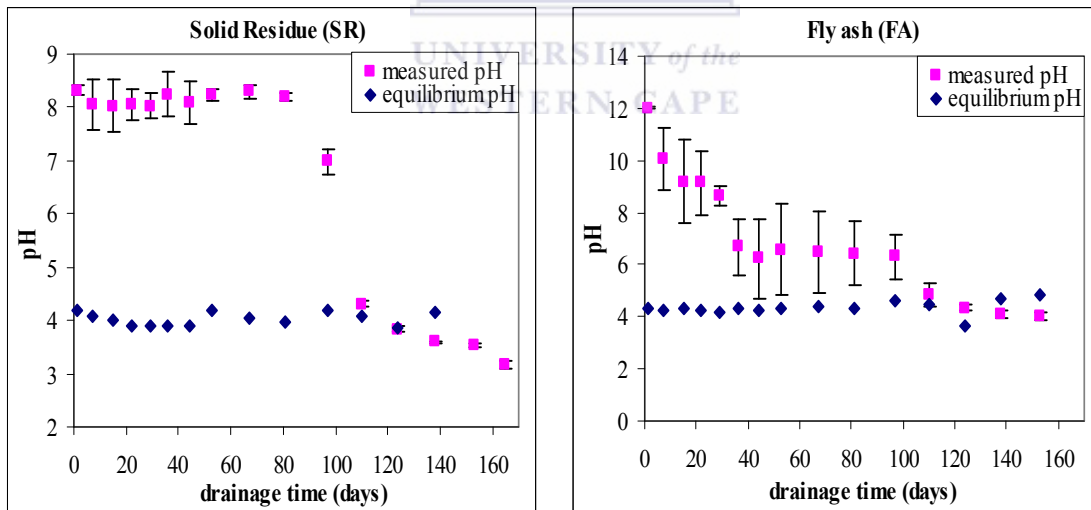 UNIVERSITY of the
WESTERN CAPE
Solid Residue (SR)
measured pH
equilibrium pH
9
8
7
6
5
4
3
2
pH
0 20 40 60 80 100 120 140 160
drainage time (days)
Fly ash (FA)
measured pH
equilibrium pH
14
12
10
8
6
4
2
0
pH
0 20 40 60 80 100 120 140 160
drainage time (days)